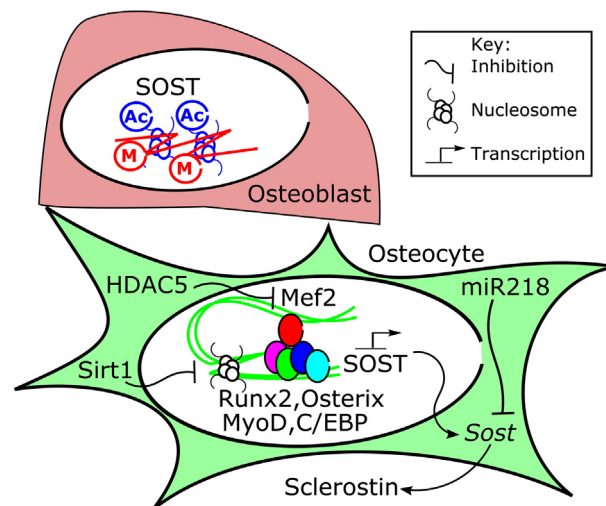 SOST
Ac
Ac
M
M
Osteoblast
Key:
Inhibition
Nucleosome
Transcription
Osteocyte
HDAC5
Mef2
miR218
Sirt1
SOST
Runx2,Osterix
MyoD,C/EBP
Sost
Sclerostin